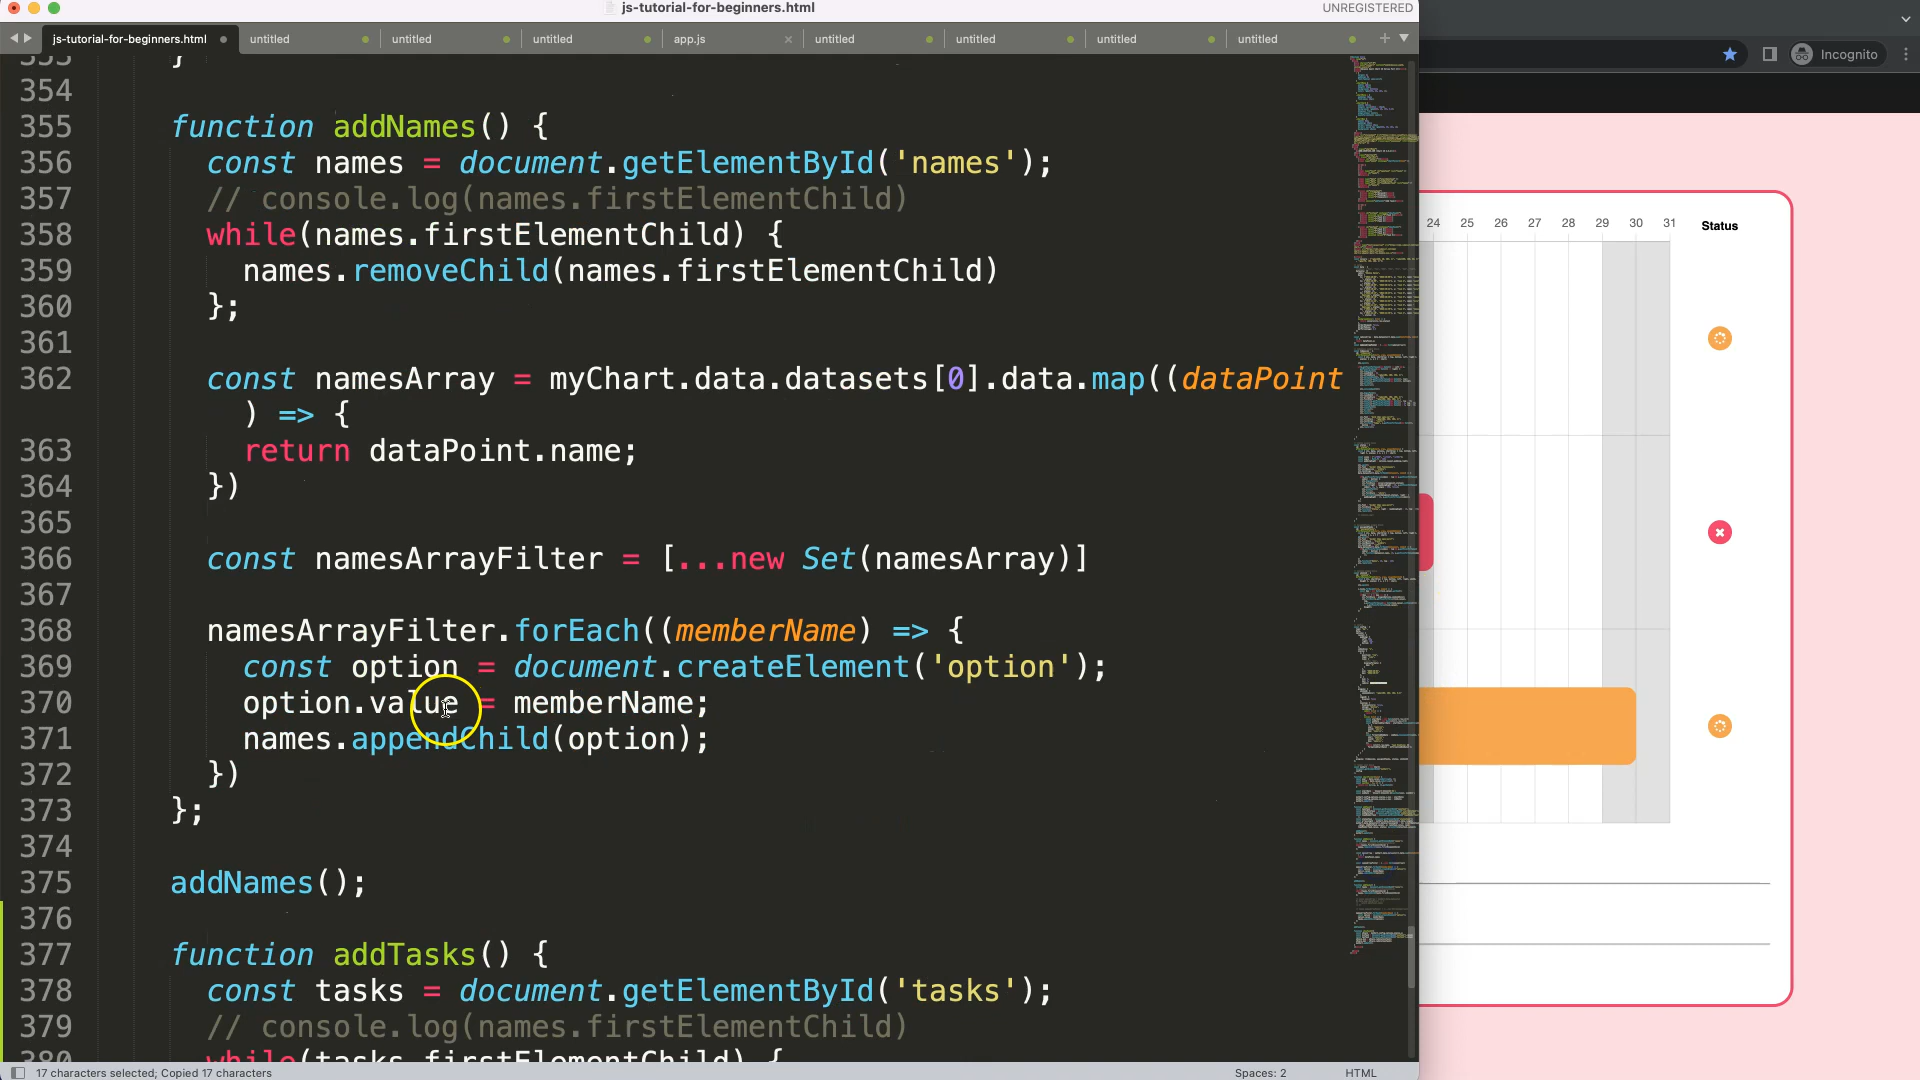 js-tutorial-for-beginners.html
UNREGISTERED
js-tutorial-for-beginners.html untitled untitled untitled app.js untitled untitled untitled untitled
Incognito
353 }
354
355 function addNames() {
356 const names = document.getElementById('names');
357 // console.log(names.firstElementChild)
358 while(names.firstElementChild) {
359 names.removeChild(names.firstElementChild)
360 };
361
362 const namesArray = myChart.data.datasets[0].data.map((dataPoint
) => {
363 return dataPoint.name;
364 })
365
366 const namesArrayFilter = [...new Set(namesArray)]
367
368 namesArrayFilter.forEach((memberName) => {
369 const option = document.createElement('option');
370 option.value = memberName;
371 names.appendChild(option);
372 })
373 };
374
375 addNames();
376
377 function addTasks() {
378 const tasks = document.getElementById('tasks');
379 // console.log(names.firstElementChild)
380 while(tasks.firstElementChild) {
24 25 26 27 28 29 30 31 Status
17 characters selected; Copied 17 characters
Spaces: 2
HTML